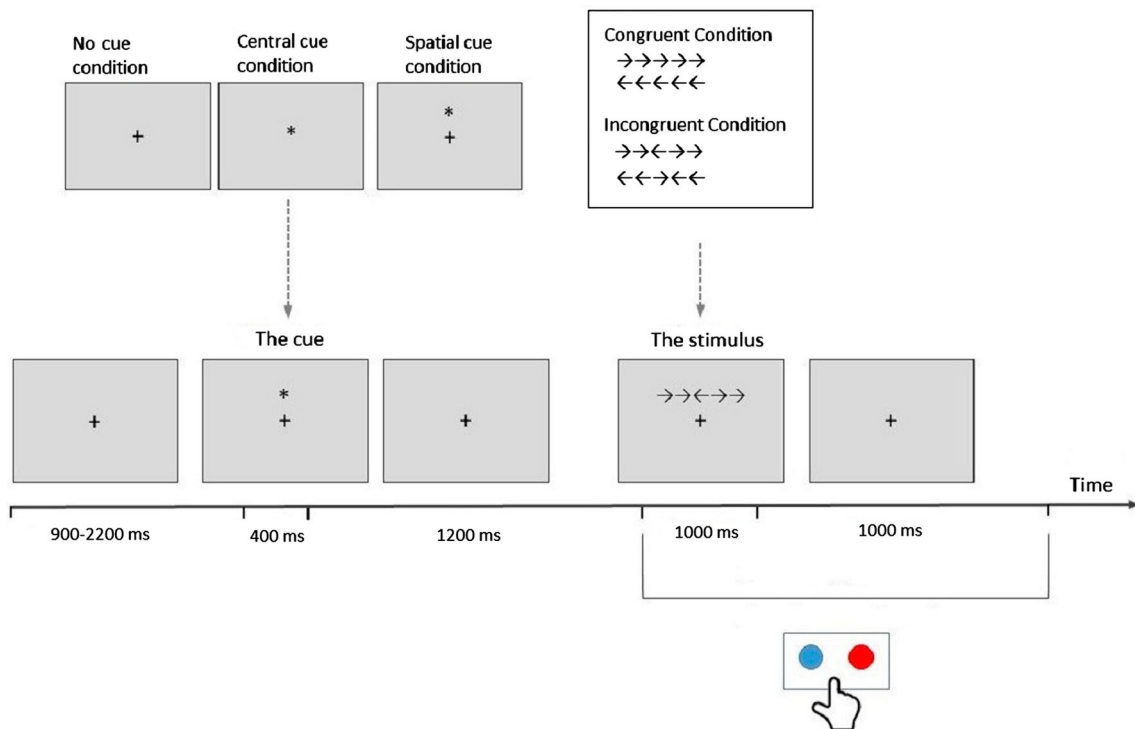 No cue
condition
Central cue
condition
Spatial cue
condition
+
*
*
+
Congruent Condition
→→→→→
←←←←←
Incongruent Condition
→→←→→
←←→←←
The cue
The stimulus
+
*
+
+
→→←→→
+
+
Time
900-2200 ms
400 ms
1200 ms
1000 ms
1000 ms